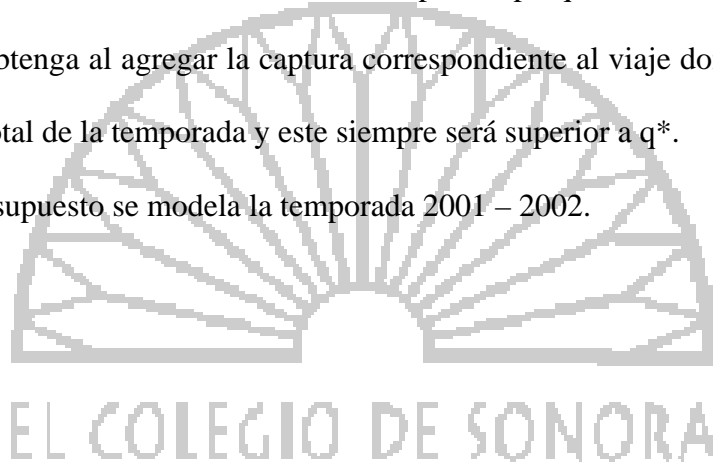 btenga al agregar la captura correspondiente al viaje do
otal de la temporada y este siempre será superior a q*.
supuesto se modela la temporada 2001 – 2002.
EL COLEGIO DE SONORA